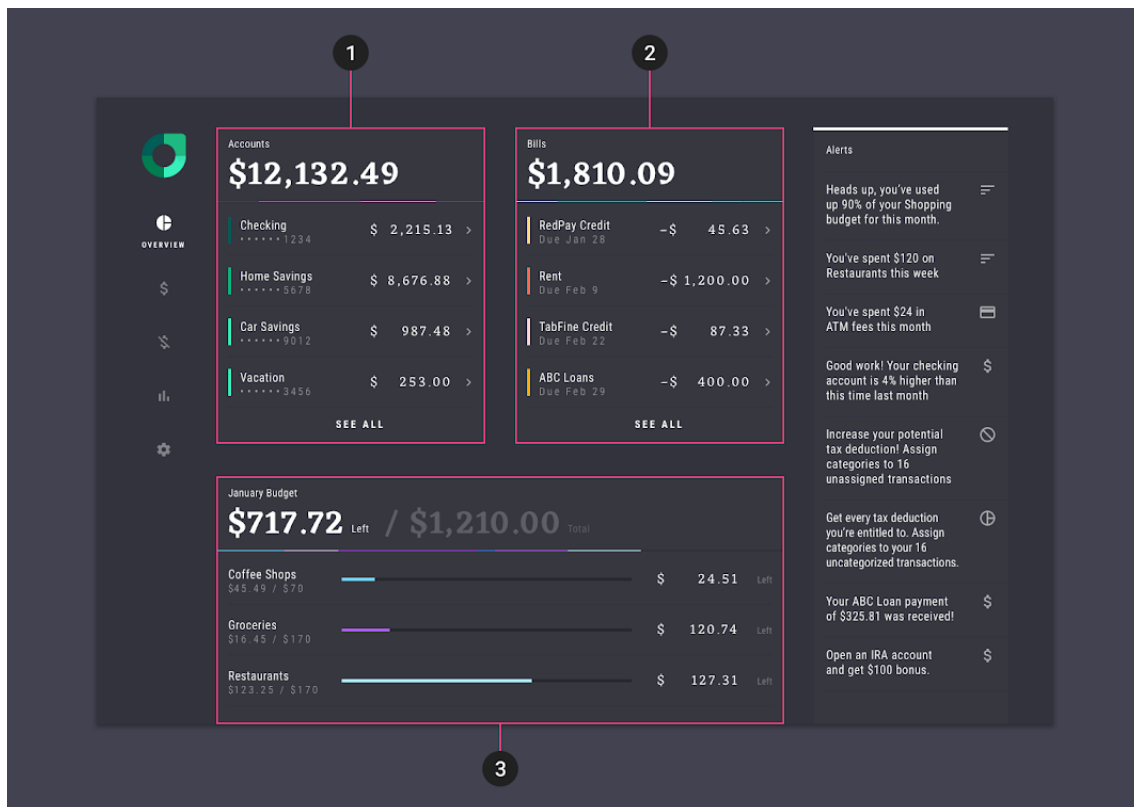 1
2
Accounts
$12,132.49
Checking
$ 2,215.13
······1234
Home Savings
$ 8,676.88
······5678
Car Savings
$ 987.48
······9012
Vacation
$ 253.00
······3456
SEE ALL
Bills
$1,810.09
RedPay Credit
-$ 45.63
Due Jan 28
Rent
-$ 1,200.00
Due Feb 9
TabFine Credit
-$ 87.33
Due Feb 22
ABC Loans
-$ 400.00
Due Feb 29
SEE ALL
OVERVIEW
January Budget
$717.72 Left / $1,210.00 Total
Coffee Shops
$ 24.51 Left
$45.49 / $70
Groceries
$ 120.74 Left
$16.45 / $170
Restaurants
$ 127.31 Left
$123.25 / $170
Alerts
Heads up, you've used
up 90% of your Shopping
budget for this month.
You've spent $120 on
Restaurants this week
You've spent $24 in
ATM fees this month
Good work! Your checking
account is 4% higher than
this time last month
Increase your potential
tax deduction! Assign
categories to 16
unassigned transactions
Get every tax deduction
you're entitled to. Assign
categories to your 16
uncategorized transactions.
Your ABC Loan payment
of $325.81 was received!
Open an IRA account
and get $100 bonus.
3